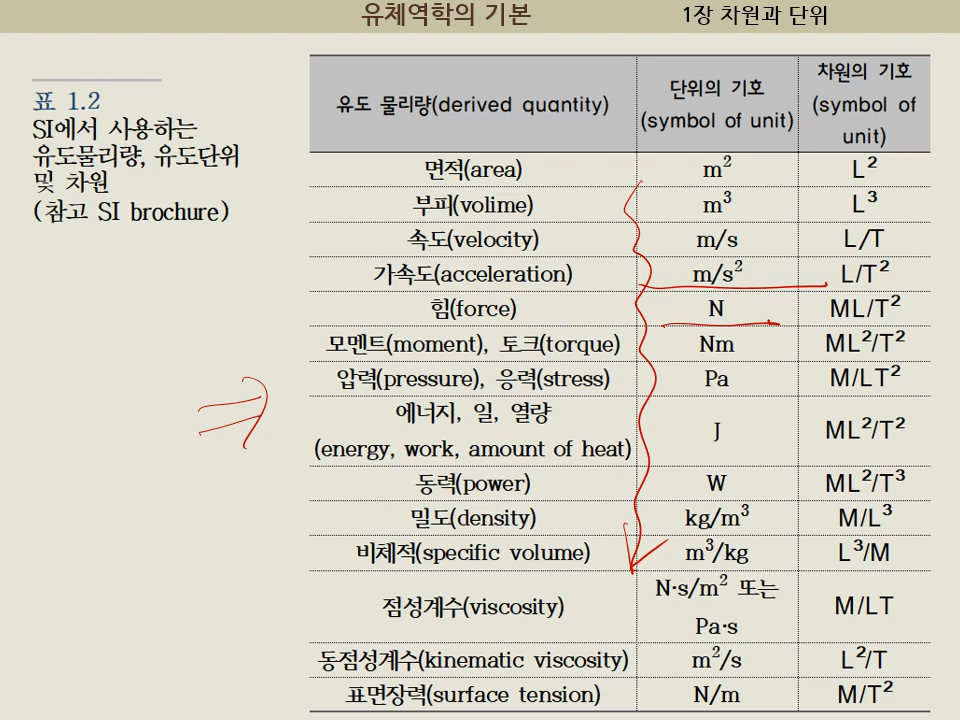 유체역학의 기본
1장 차원과 단위
표 1.2
SI에서 사용하는
유도물리량, 유도단위
및 차원
(참고 SI brochure)
유도 물리량(derived quantity)
단위의 기호
(symbol of unit)
차원의 기호
(symbol of
unit)
면적(area) m² L²
부피(volime) m³ L³
속도(velocity) m/s L/T
가속도(acceleration) m/s² L/T²
힘(force) N ML/T²
모멘트(moment), 토크(torque) Nm ML²/T²
압력(pressure), 응력(stress) Pa M/LT²
에너지, 일, 열량
(energy, work, amount of heat) J ML²/T²
동력(power) W ML²/T³
밀도(density) kg/m³ M/L³
비체적(specific volume) m³/kg L³/M
점성계수(viscosity) N·s/m² 또는
Pa·s M/LT
동점성계수(kinematic viscosity) m²/s L²/T
표면장력(surface tension) N/m M/T²